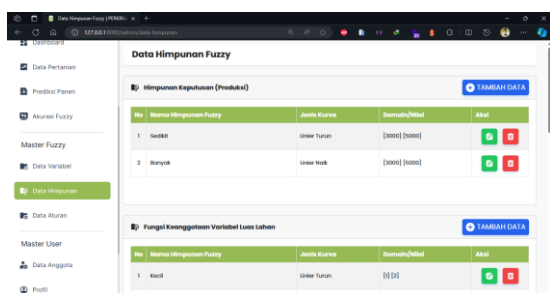 Data Himpunan Fuzzy | PERDIKSI
127.0.0.1:8000/admin/data-himpunan
Dashboard
Data Pertanian
Prediksi Panen
Akurasi Fuzzy
Master Fuzzy
Data Variabel
Data Himpunan
Data Aturan
Master User
Data Anggota
Profil
Data Himpunan Fuzzy
Himpunan Keputusan (Produksi)
TAMBAH DATA
No Nama Himpunan Fuzzy Jenis Kurva Domain/Nilai Aksi
1 Sedikit Linier Turun [3000] [5000]
2 Banyak Linier Naik [3000] [5000]
Fungsi Keanggotaan Variabel Luas Lahan
TAMBAH DATA
No Nama Himpunan Fuzzy Jenis Kurva Domain/Nilai Aksi
1 Kecil Linier Turun [1] [2]